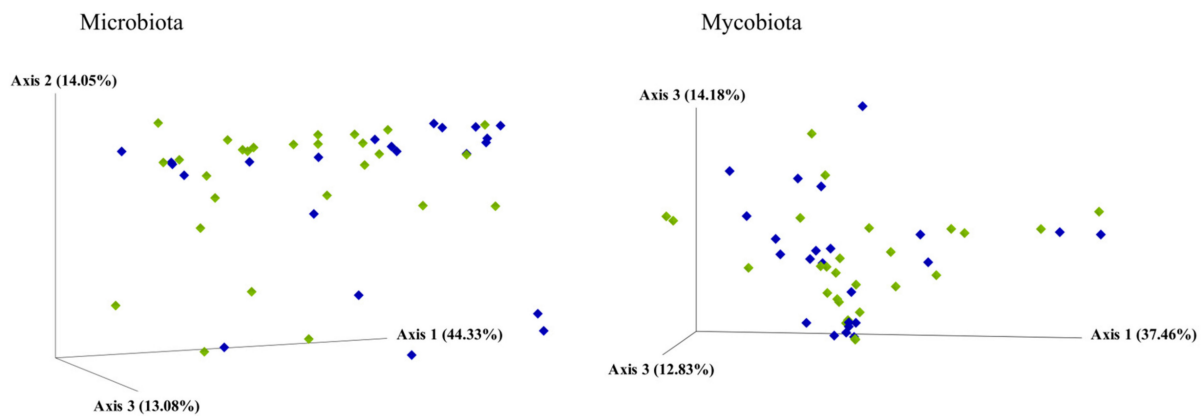 Microbiota
Mycobiota
Axis 2 (14.05%)
Axis 1 (44.33%)
Axis 3 (13.08%)
Axis 3 (14.18%)
Axis 1 (37.46%)
Axis 3 (12.83%)